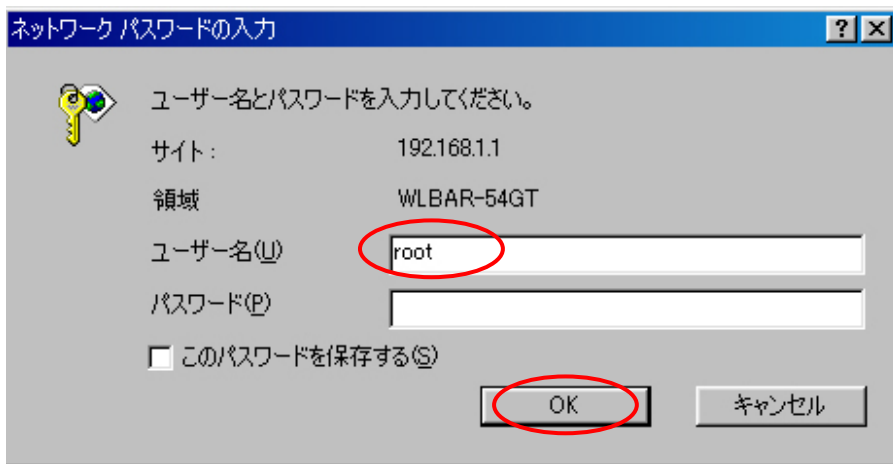 ネットワーク パスワードの入力
ユーザー名とパスワードを入力してください。
サイト: 192.168.1.1
領域 WLBAR-54GT
ユーザー名(U) root
パスワード(P)
このパスワードを保存する(S)
OK キャンセル